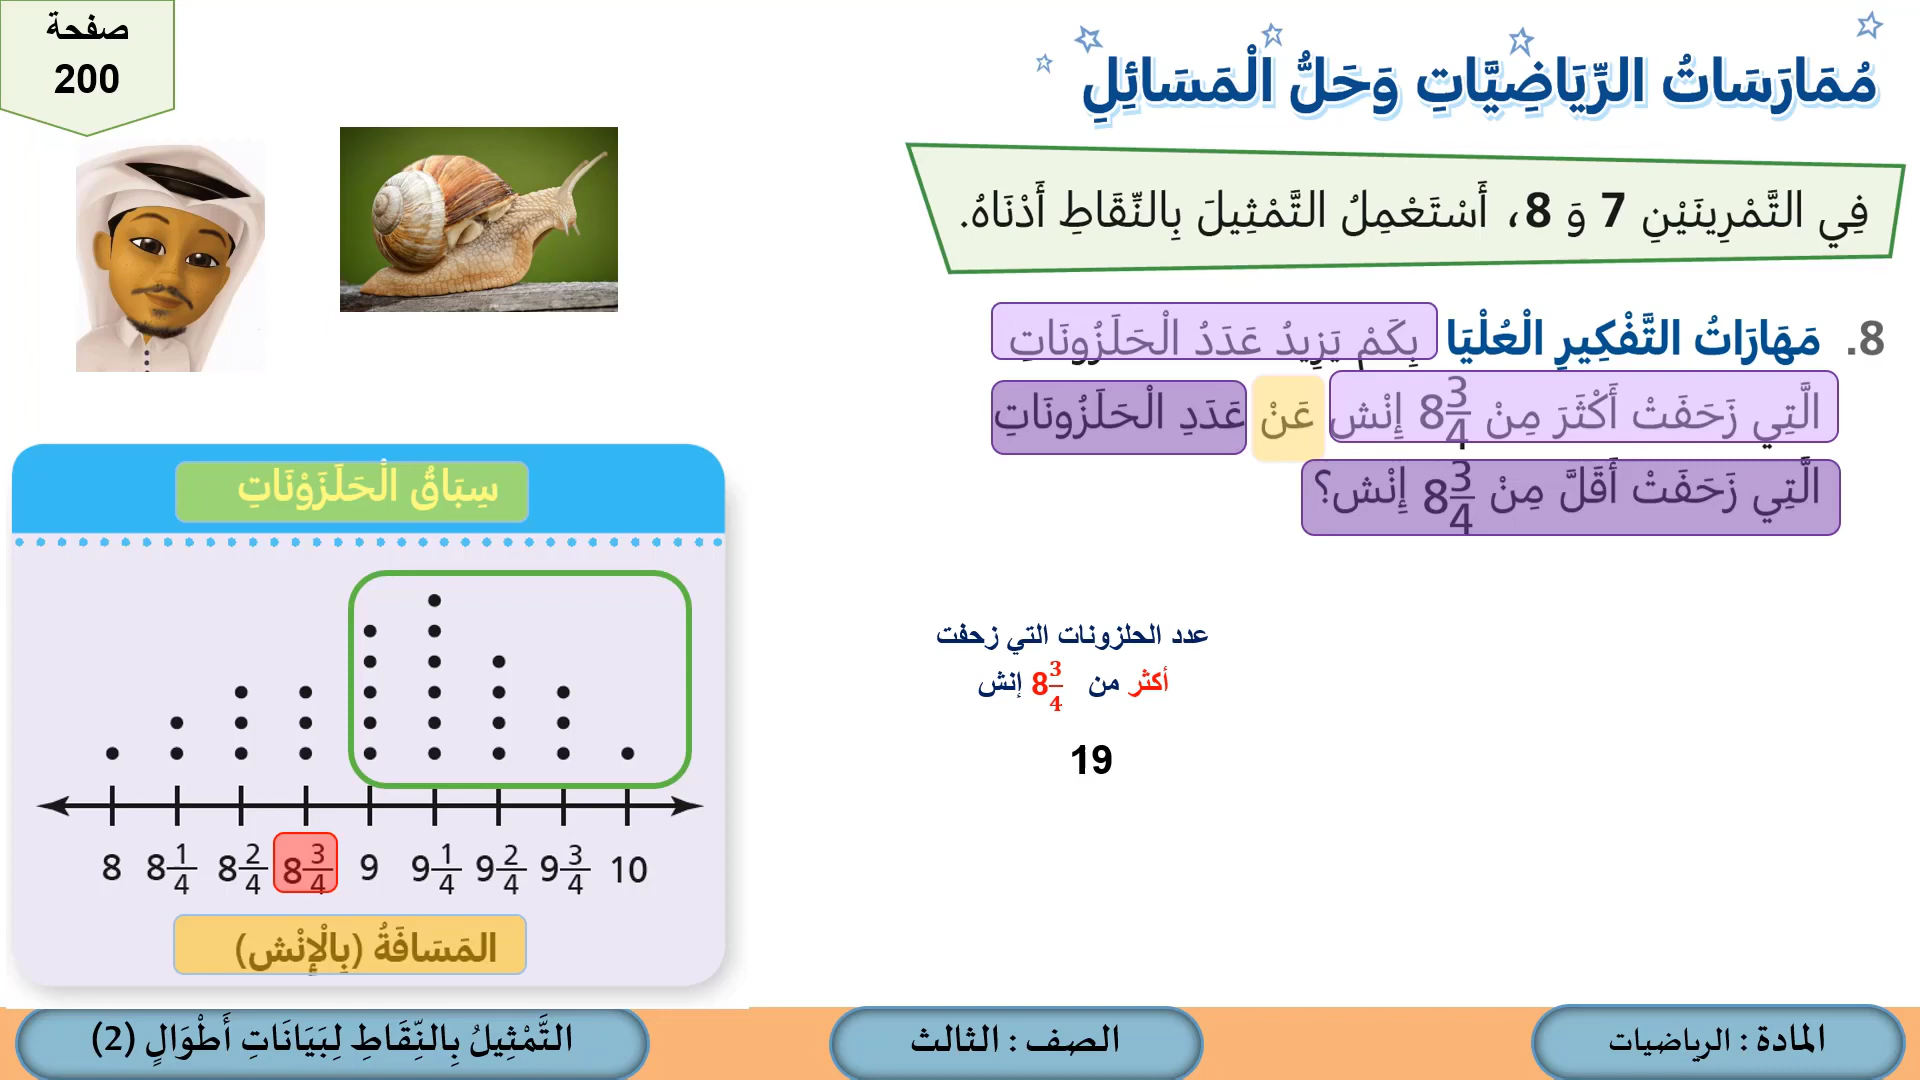 صفحة
200
مُمَارَسَاتُ الرِّيَاضِيَّاتِ وَحَلُّ الْمَسَائِلِ
فِي التَّمْرِينَيْنِ 7 وَ 8، أَسْتَعْمِلُ التَّمْثِيلَ بِالنِّقَاطِ أَدْنَاهُ.
8. مَهَارَاتُ التَّفْكِيرِ الْعُلْيَا بِكَمْ يَزِيدُ عَدَدُ الْحَلَزُونَاتِ
الَّتِي زَحَفَتْ أَكْثَرَ مِنْ 8 3/4 إِنْش عَنْ عَدَدِ الْحَلَزُونَاتِ
الَّتِي زَحَفَتْ أَقَلَّ مِنْ 8 3/4 إِنْش؟
سِبَاقُ الْحَلَزَوْنَاتِ
8 8 1/4 8 2/4 8 3/4 9 9 1/4 9 2/4 9 3/4 10
المَسَافَةُ (بِالْإِنْش)
عدد الحلزونات التي زحفت
أكثر من 8 3/4 إنش
19
المادة : الرياضيات
الصف : الثالث
التَّمْثِيلُ بِالنِّقَاطِ لِبَيَانَاتِ أَطْوَالٍ (2)